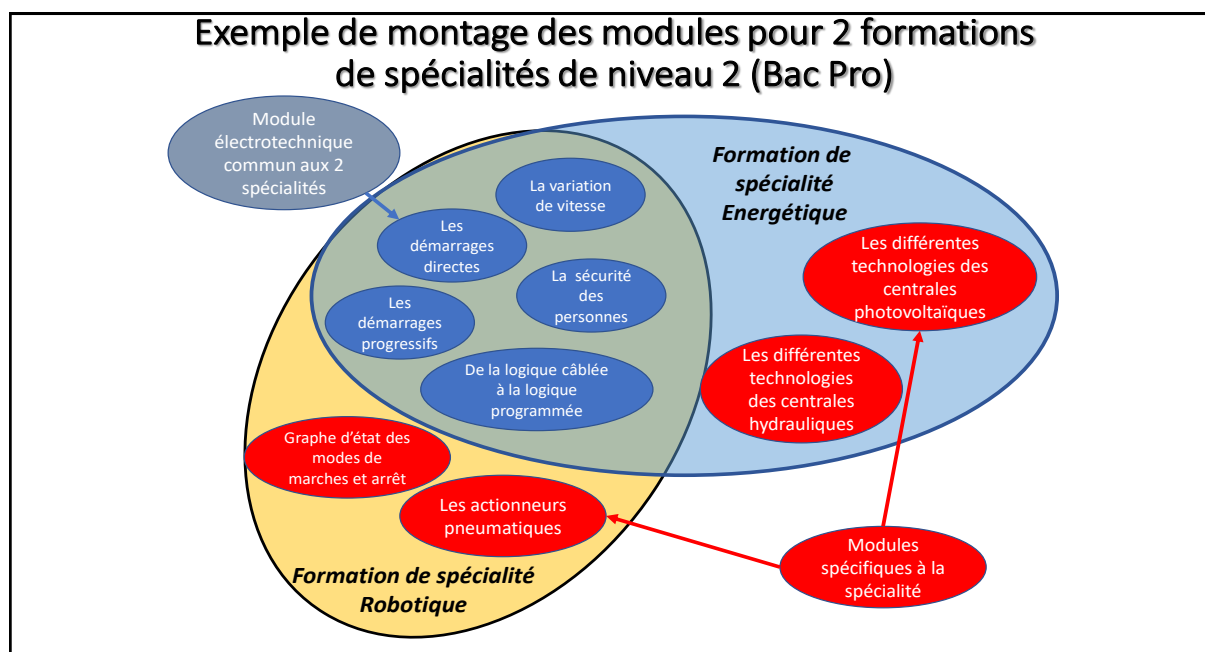 Exemple de montage des modules pour 2 formations
de spécialités de niveau 2 (Bac Pro)
Module
électrotechnique
commun aux 2
spécialités
La variation
de vitesse
Formation de
spécialité
Energétique
Les
démarrages
directes
Les différentes
technologies des
centrales
photovoltaïques
La sécurité
des
personnes
Les
démarrages
progressifs
Les différentes
technologies
des centrales
hydrauliques
De la logique câblée
à la logique
programmée
Graphe d'état des
modes de
marches et arrêt
Les actionneurs
pneumatiques
Modules
spécifiques à la
spécialité
Formation de spécialité
Robotique